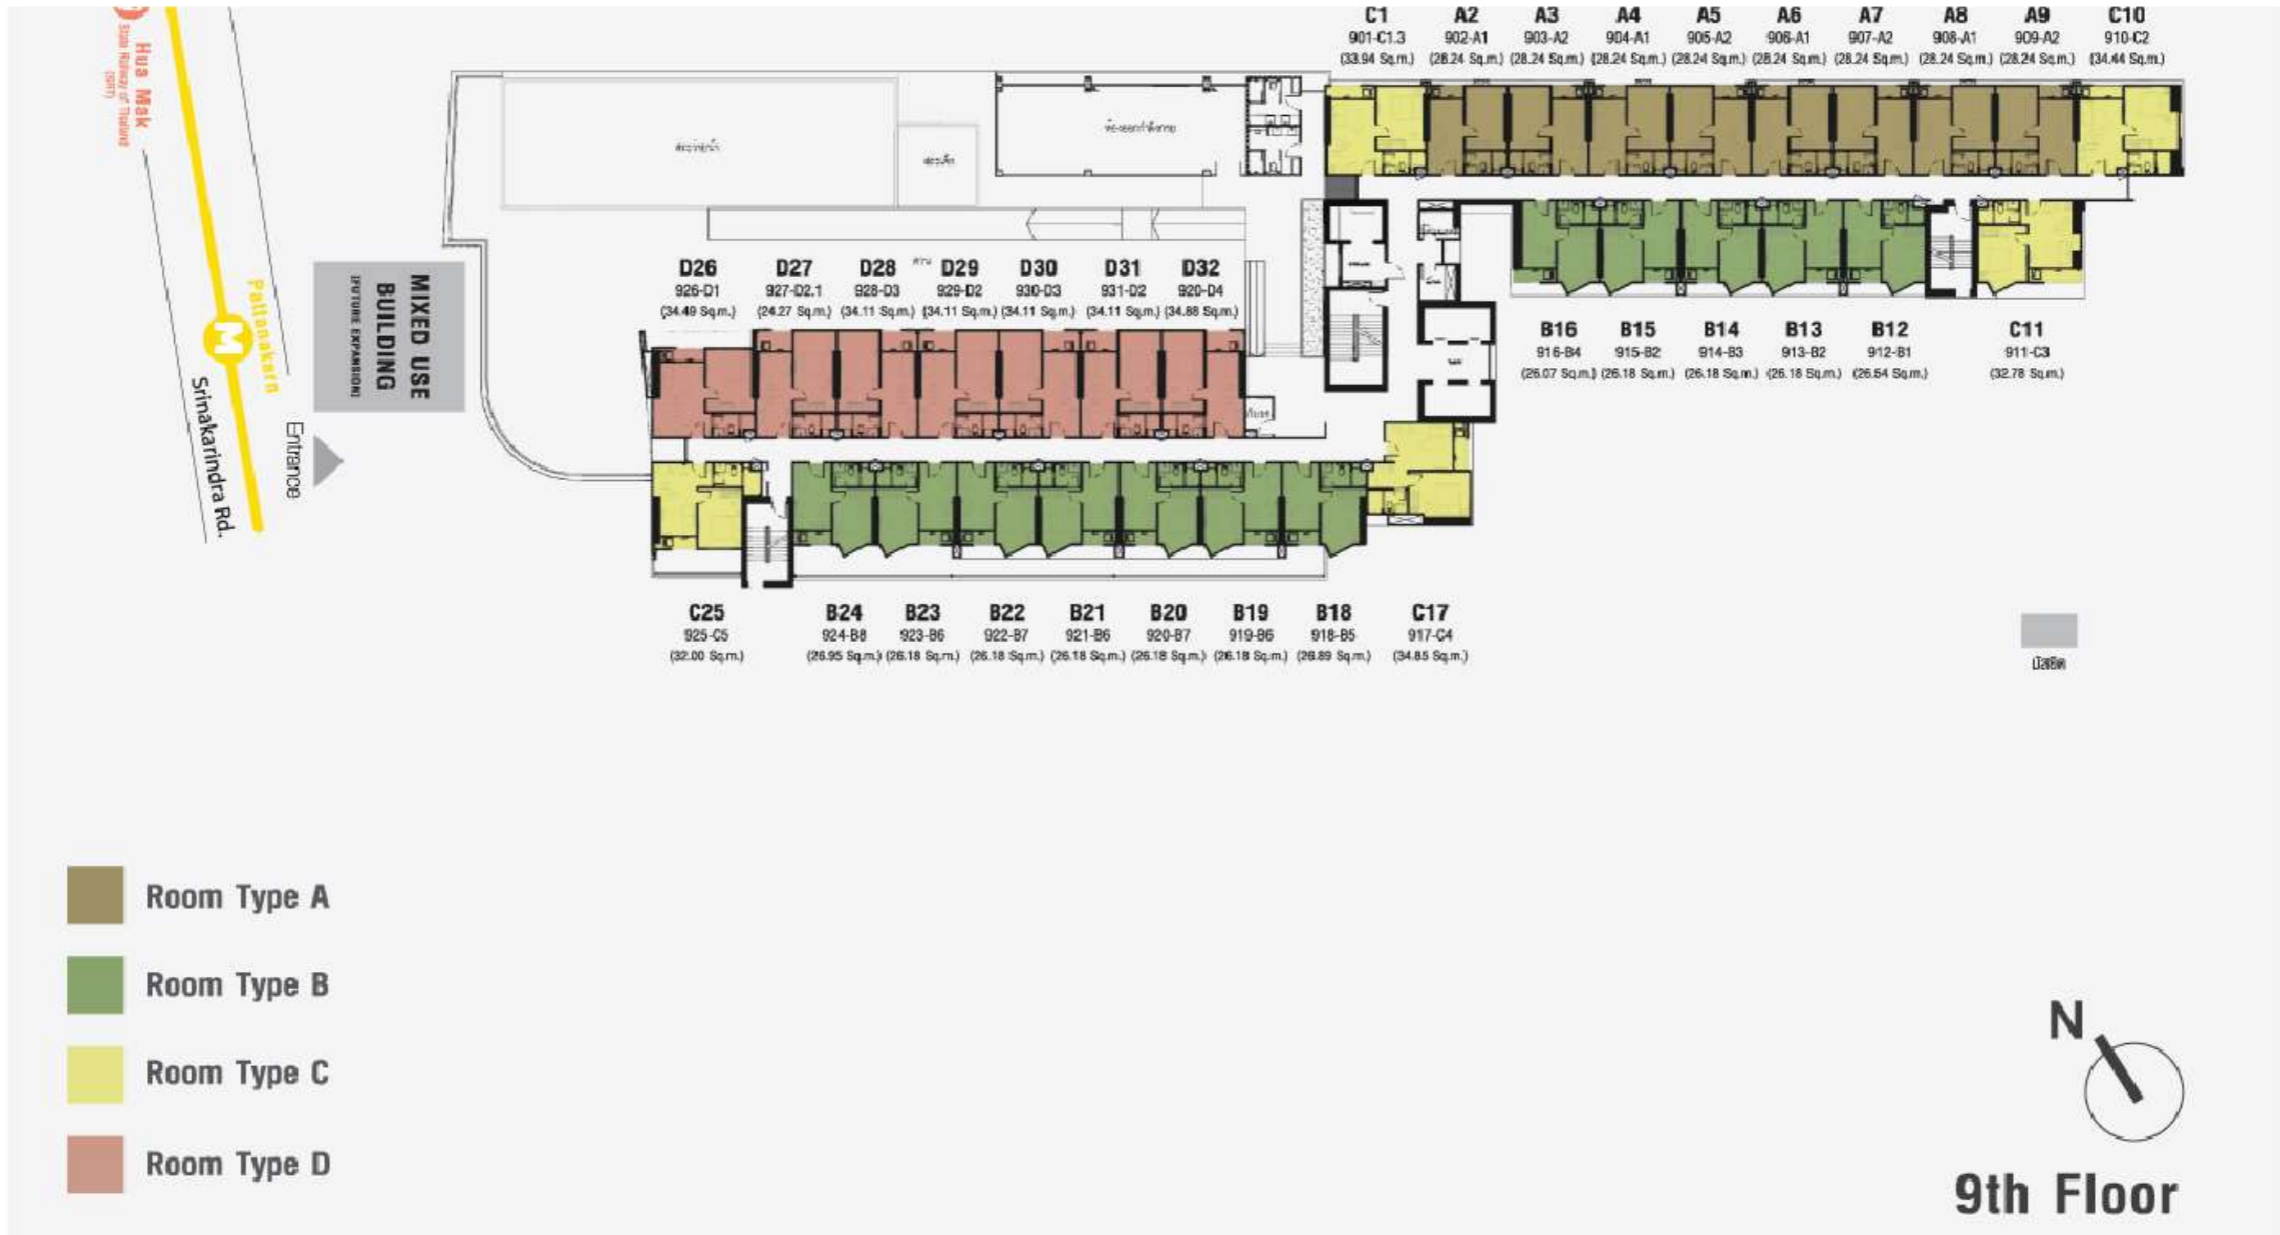 C1 A2 A3 A4 A5 A6 A7 A8 A9 C10
901-C1.3 902-A1 903-A2 904-A1 905-A2 906-A1 907-A2 908-A1 909-A2 910-C2
(33.94 Sq.m.) (28.24 Sq.m.) (28.24 Sq.m.) (28.24 Sq.m.) (28.24 Sq.m.) (28.24 Sq.m.) (28.24 Sq.m.) (28.24 Sq.m.) (28.24 Sq.m.) (34.44 Sq.m.)
Hua Mak
State Railway of Thailand
(SRT)
Pattanakarn
M
Srinakarindra Rd.
Entrance
MIXED USE
BUILDING
(FUTURE EXPANSION)
D26 D27 D28 D29 D30 D31 D32
926-D1 927-D2.1 928-D3 929-D2 930-D3 931-D2 920-D4
(34.49 Sq.m.) (24.27 Sq.m.) (34.11 Sq.m.) (34.11 Sq.m.) (34.11 Sq.m.) (34.11 Sq.m.) (34.88 Sq.m.)
B16 B15 B14 B13 B12 C11
916-B4 915-B2 914-B3 913-B2 912-B1 911-C3
(26.07 Sq.m.) (26.18 Sq.m.) (26.18 Sq.m.) (26.18 Sq.m.) (26.54 Sq.m.) (32.78 Sq.m.)
C25 B24 B23 B22 B21 B20 B19 B18 C17
925-C5 924-B8 923-B6 922-B7 921-B6 920-B7 919-B6 918-B5 917-C4
(32.00 Sq.m.) (26.95 Sq.m.) (26.18 Sq.m.) (26.18 Sq.m.) (26.18 Sq.m.) (26.18 Sq.m.) (26.18 Sq.m.) (26.89 Sq.m.) (34.85 Sq.m.)
Room Type A
Room Type B
Room Type C
Room Type D
N
9th Floor